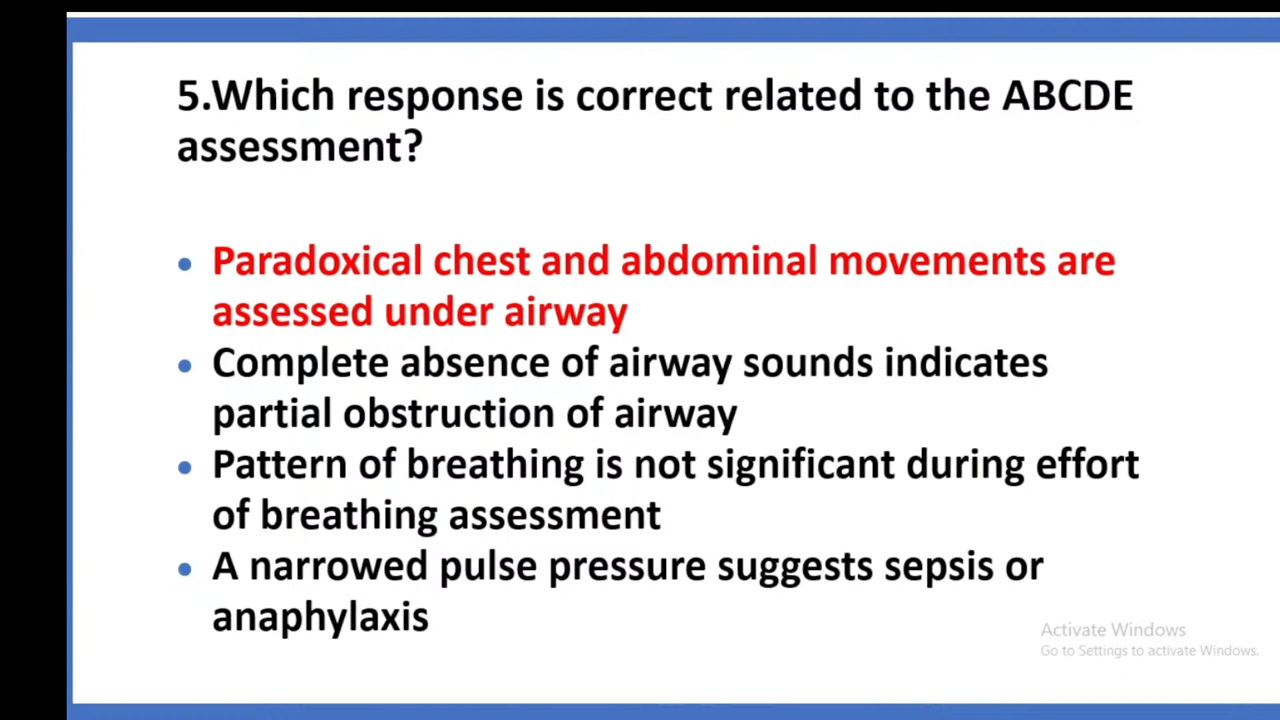 5.Which response is correct related to the ABCDE
assessment?
• Paradoxical chest and abdominal movements are
assessed under airway
• Complete absence of airway sounds indicates
partial obstruction of airway
• Pattern of breathing is not significant during effort
of breathing assessment
• A narrowed pulse pressure suggests sepsis or
anaphylaxis
Activate Windows
Go to Settings to activate Windows.